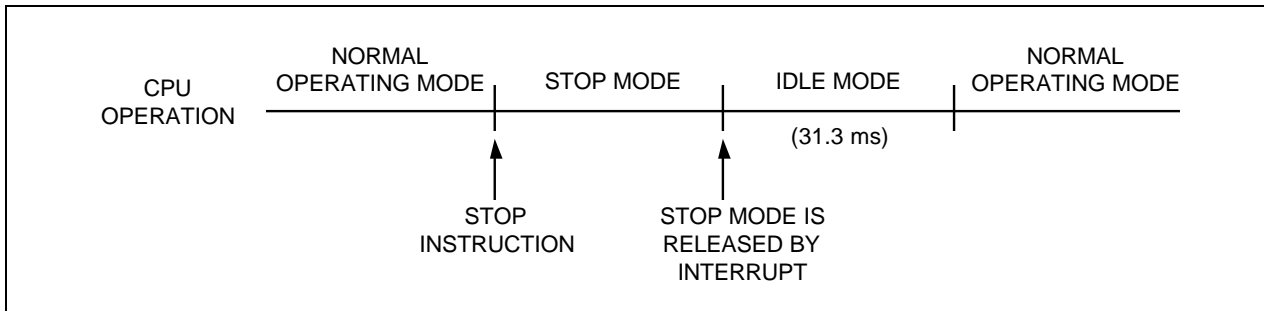 NORMAL
OPERATING MODE
STOP MODE
IDLE MODE
NORMAL
OPERATING MODE
CPU
OPERATION
(31.3 ms)
STOP
INSTRUCTION
STOP MODE IS
RELEASED BY
INTERRUPT